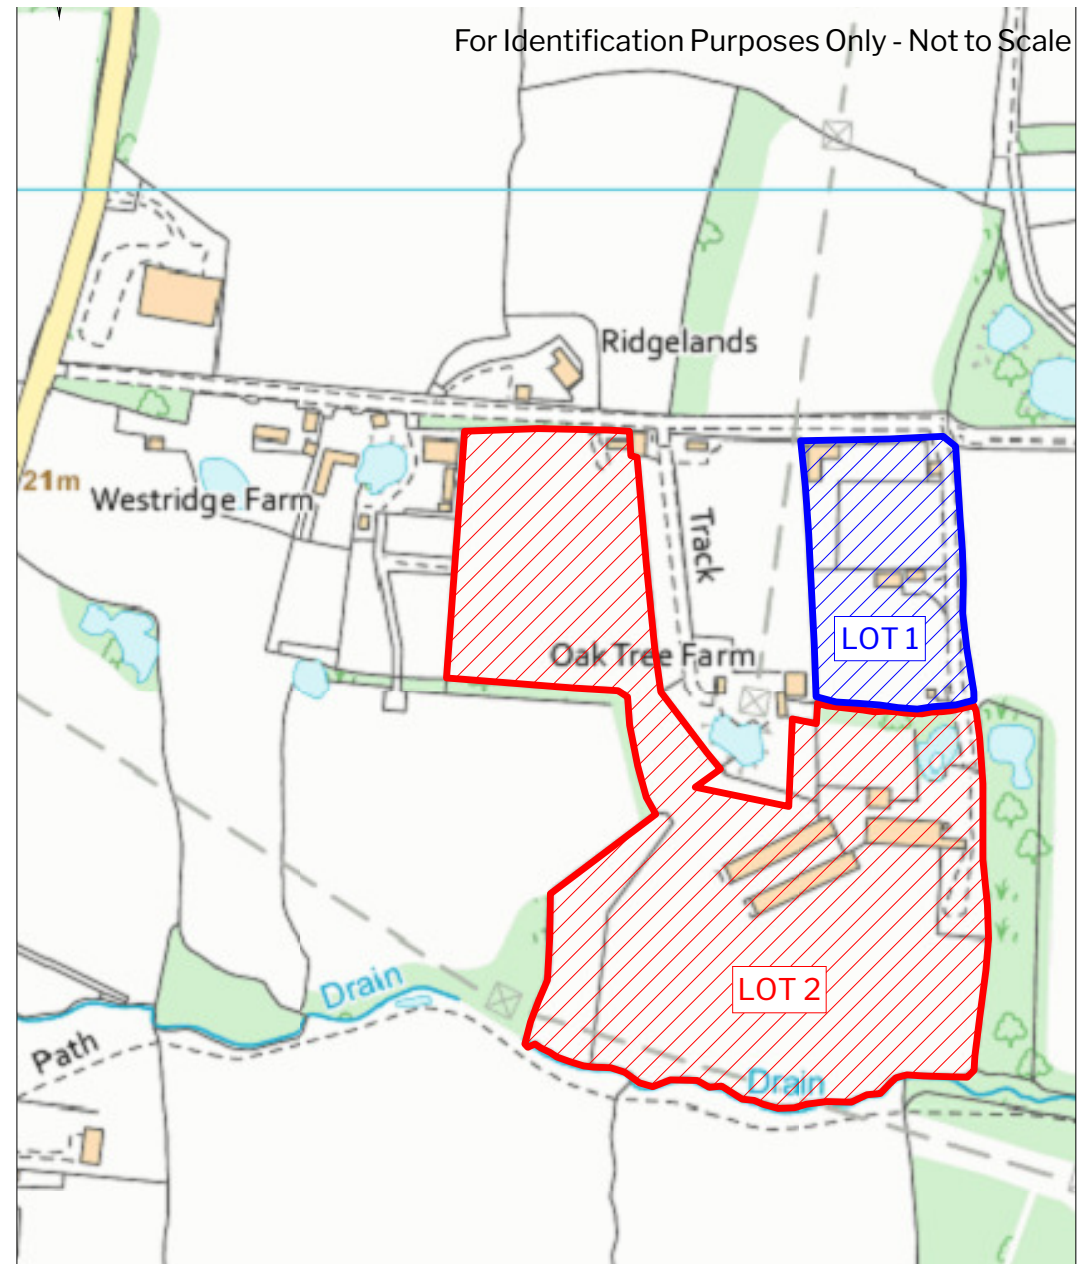 For Identification Purposes Only - Not to Scale
Ridgelands
21m
Westridge Farm
Track
LOT 1
Oak Tree Farm
Drain
LOT 2
Path
Drain